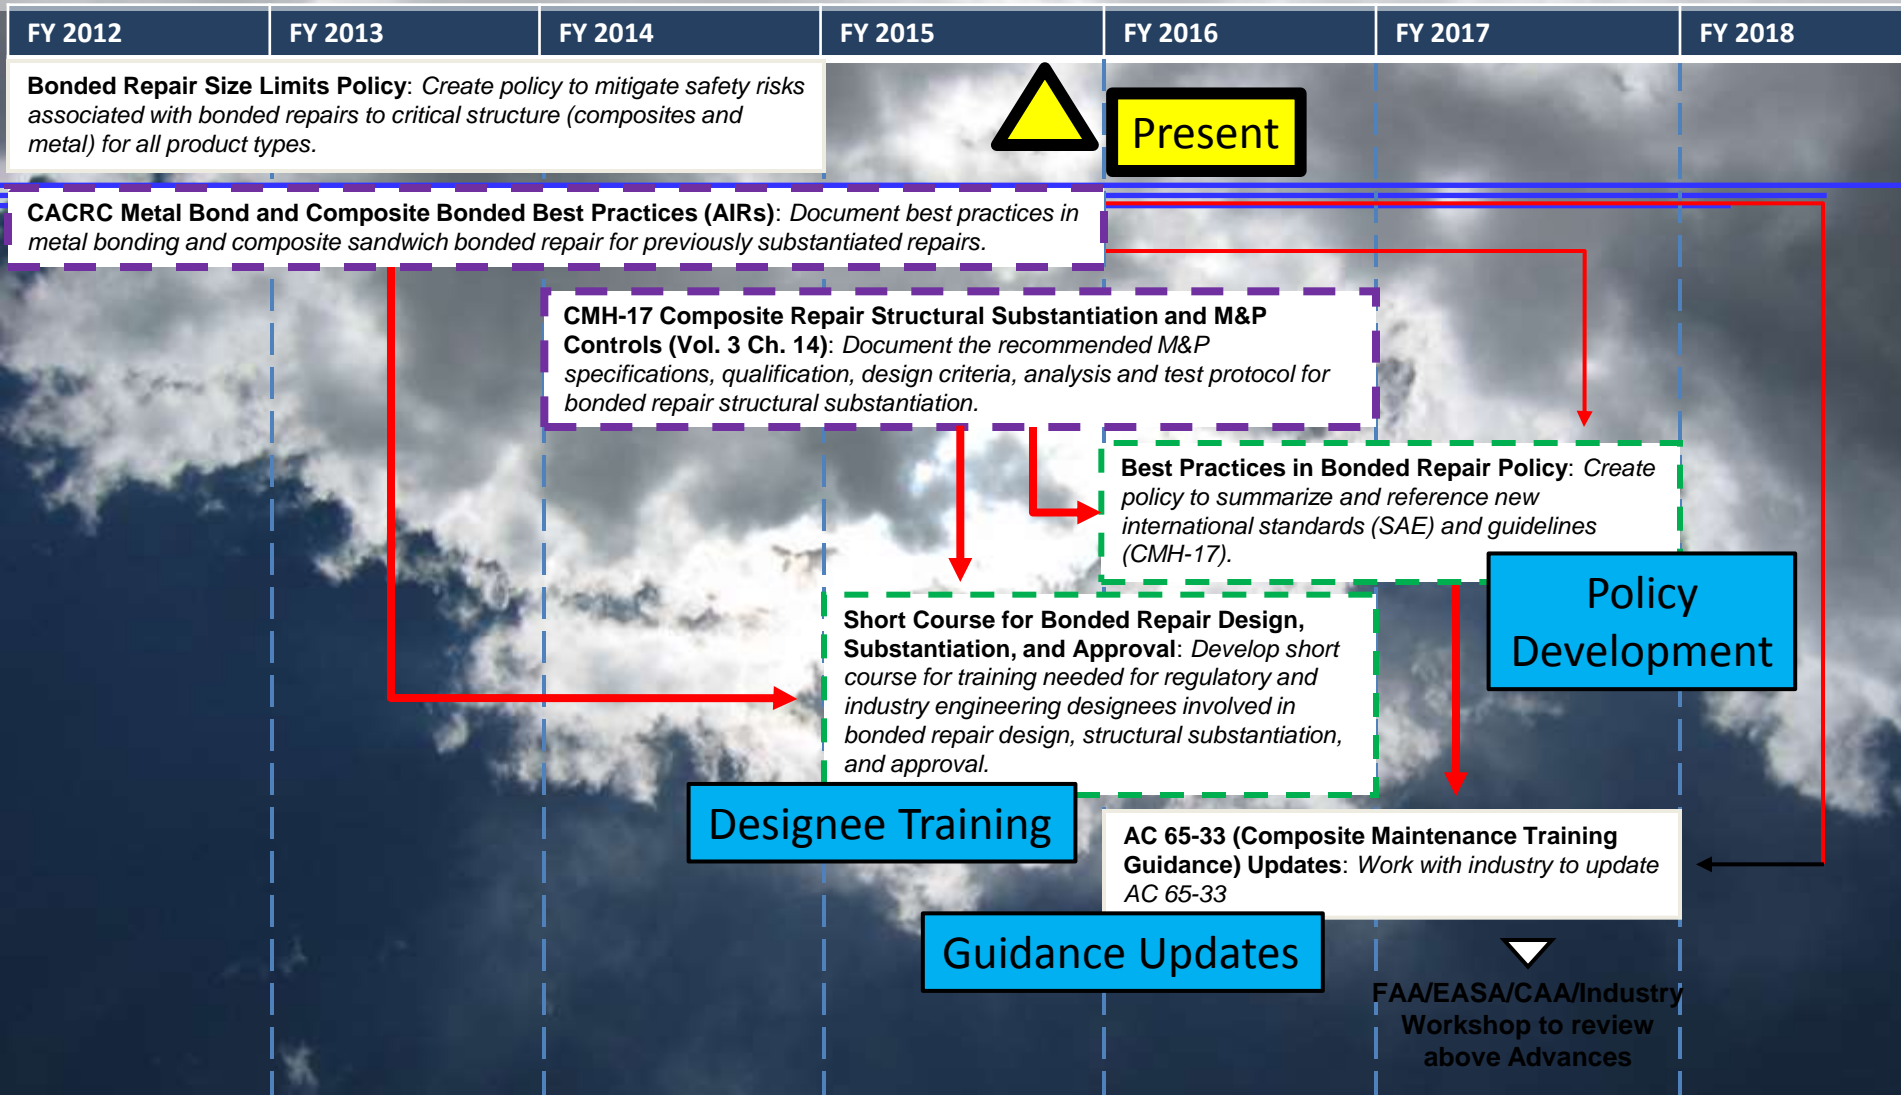 FY 2012
FY 2013
FY 2014
FY 2015
FY 2016
FY 2017
FY 2018
Bonded Repair Size Limits Policy: Create policy to mitigate safety risks
associated with bonded repairs to critical structure (composites and
metal) for all product types.
Present
CACRC Metal Bond and Composite Bonded Best Practices (AIRs): Document best practices in
metal bonding and composite sandwich bonded repair for previously substantiated repairs.
CMH-17 Composite Repair Structural Substantiation and M&P
Controls (Vol. 3 Ch. 14): Document the recommended M&P
specifications, qualification, design criteria, analysis and test protocol for
bonded repair structural substantiation.
Best Practices in Bonded Repair Policy: Create
policy to summarize and reference new
international standards (SAE) and guidelines
(CMH-17).
Policy
Development
Short Course for Bonded Repair Design,
Substantiation, and Approval: Develop short
course for training needed for regulatory and
industry engineering designees involved in
bonded repair design, structural substantiation,
and approval.
Designee Training
AC 65-33 (Composite Maintenance Training
Guidance) Updates: Work with industry to update
AC 65-33
Guidance Updates
FAA/EASA/CAA/Industry
Workshop to review
above Advances